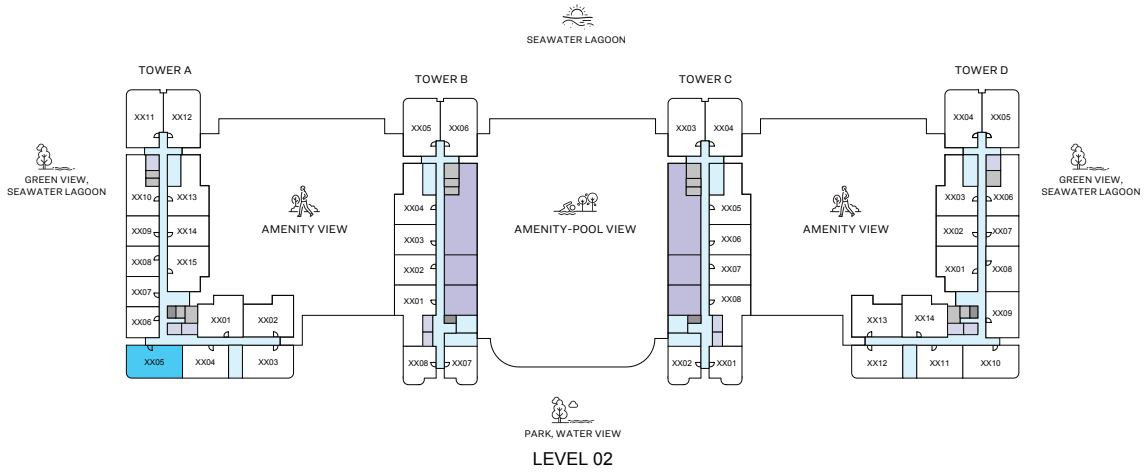 SEAWATER LAGOON
TOWER A
TOWER B
TOWER C
TOWER D
XX11
XX12
XX05
XX06
XX03
XX04
XX04
XX05
GREEN VIEW,
SEAWATER LAGOON
GREEN VIEW,
SEAWATER LAGOON
XX10
XX13
XX04
XX05
XX03
XX06
XX09
XX14
AMENITY VIEW
XX03
AMENITY-POOL VIEW
XX06
AMENITY VIEW
XX02
XX07
XX08
XX15
XX02
XX07
XX01
XX08
XX07
XX01
XX08
XX06
XX01
XX02
XX13
XX14
XX09
XX05
XX04
XX03
XX08
XX07
XX02
XX01
XX12
XX11
XX10
PARK, WATER VIEW
LEVEL 02